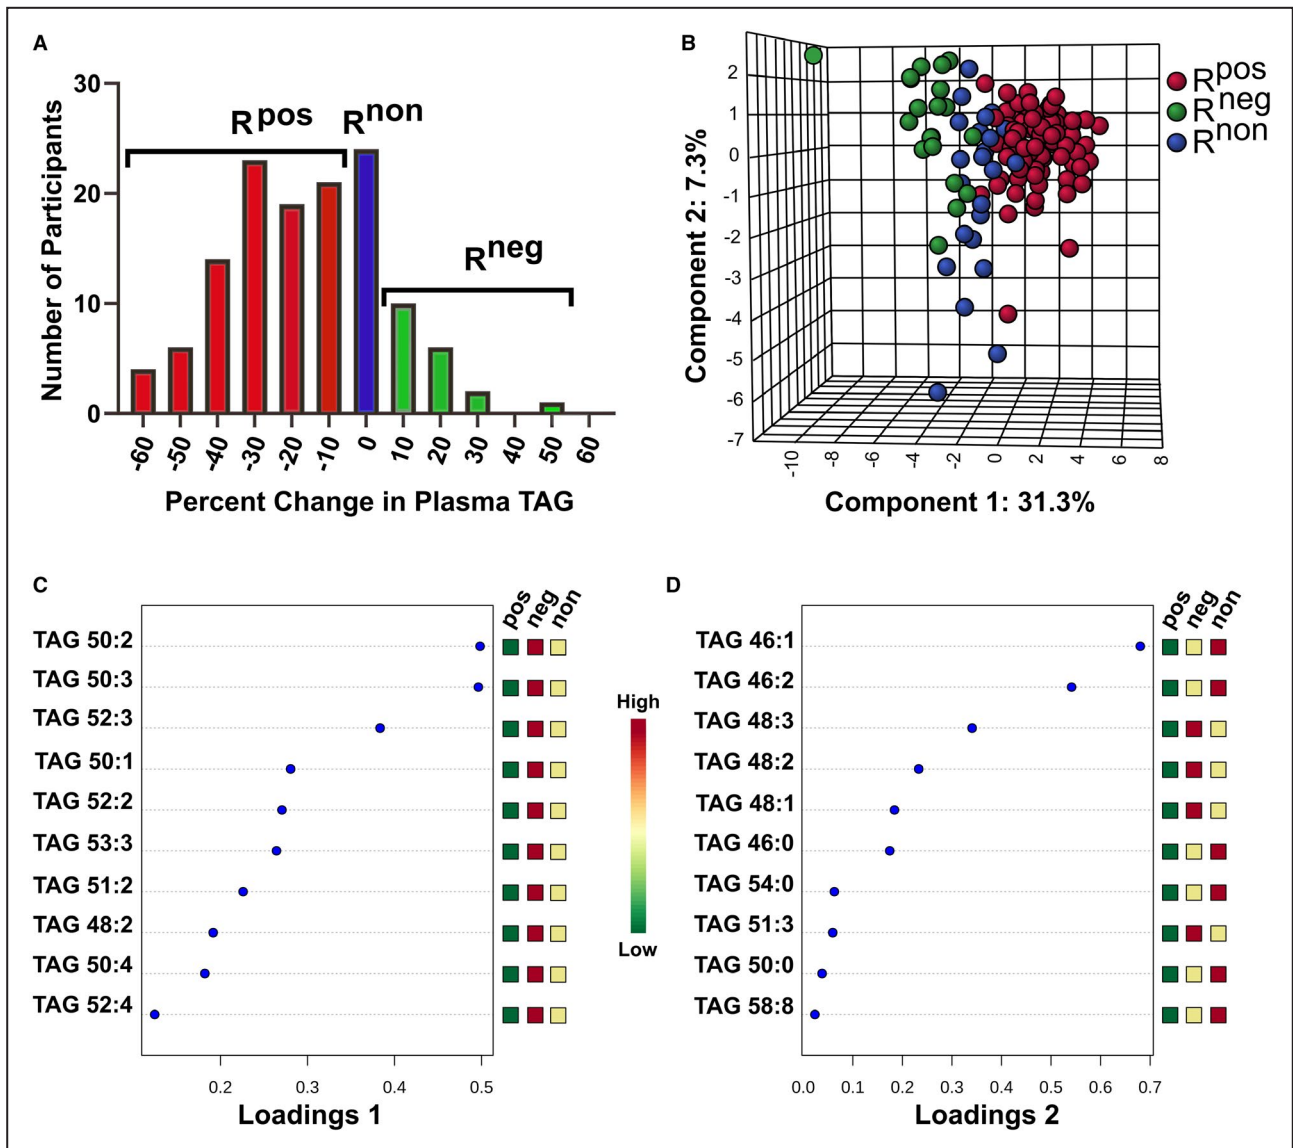 A
30
20
10
0
Number of Participants
Rpos
Rnon
Rneg
-60 -50 -40 -30 -20 -10 0 10 20 30 40 50 60
Percent Change in Plasma TAG
B
2
1
0
-1
-2
-3
-4
-5
-6
-7
Component 2: 7.3%
Rpos
Rneg
Rnon
-10 -8 -6 -4 -2 0 2 4 6 8
Component 1: 31.3%
C
pos neg non
TAG 50:2
TAG 50:3
TAG 52:3
TAG 50:1
TAG 52:2
TAG 53:3
TAG 51:2
TAG 48:2
TAG 50:4
TAG 52:4
0.2 0.3 0.4 0.5
Loadings 1
High
Low
D
pos neg non
TAG 46:1
TAG 46:2
TAG 48:3
TAG 48:2
TAG 48:1
TAG 46:0
TAG 54:0
TAG 51:3
TAG 50:0
TAG 58:8
0.0 0.1 0.2 0.3 0.4 0.5 0.6 0.7
Loadings 2